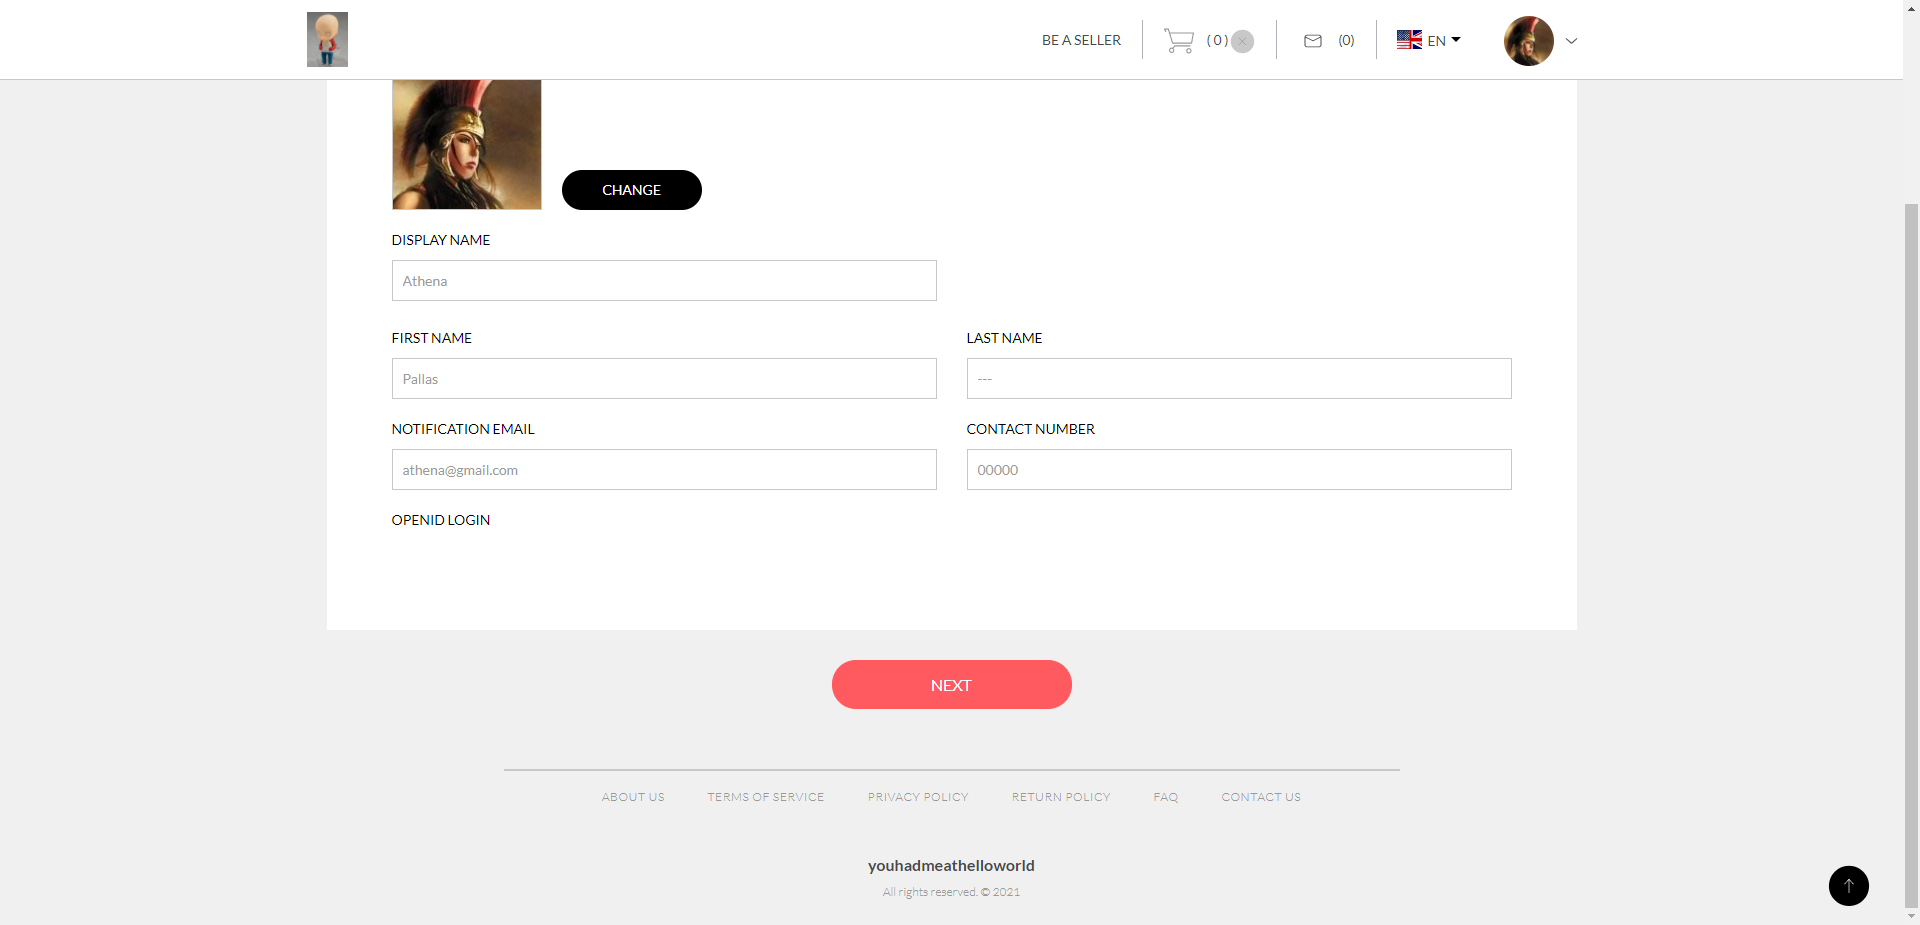 BE A SELLER ( 0 ) (0) EN
CHANGE
DISPLAY NAME
Athena
FIRST NAME LAST NAME
Pallas ---
NOTIFICATION EMAIL CONTACT NUMBER
athena@gmail.com 00000
OPENID LOGIN
NEXT
ABOUT US TERMS OF SERVICE PRIVACY POLICY RETURN POLICY FAQ CONTACT US
youhadmeathelloworld
All rights reserved. © 2021